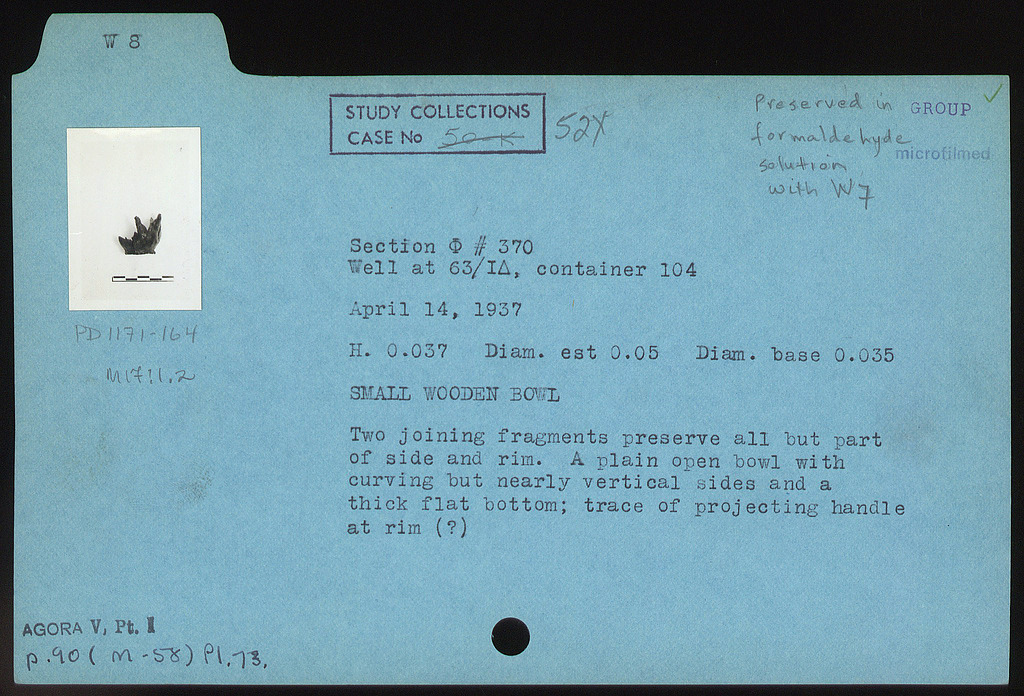 W 8
STUDY COLLECTIONS
CASE No 50-K
52X
Preserved in
formaldehyde
solution
with W7
GROUP
microfilmed
Section Φ # 370
Well at 63/ΙΔ, container 104
April 14, 1937
H. 0.037 Diam. est 0.05 Diam. base 0.035
SMALL WOODEN BOWL
Two joining fragments preserve all but part
of side and rim. A plain open bowl with
curving but nearly vertical sides and a
thick flat bottom; trace of projecting handle
at rim (?)
PD 1171-164
M17:1.2
AGORA V, Pt. 1
p.90 ( M-58) Pl.73.